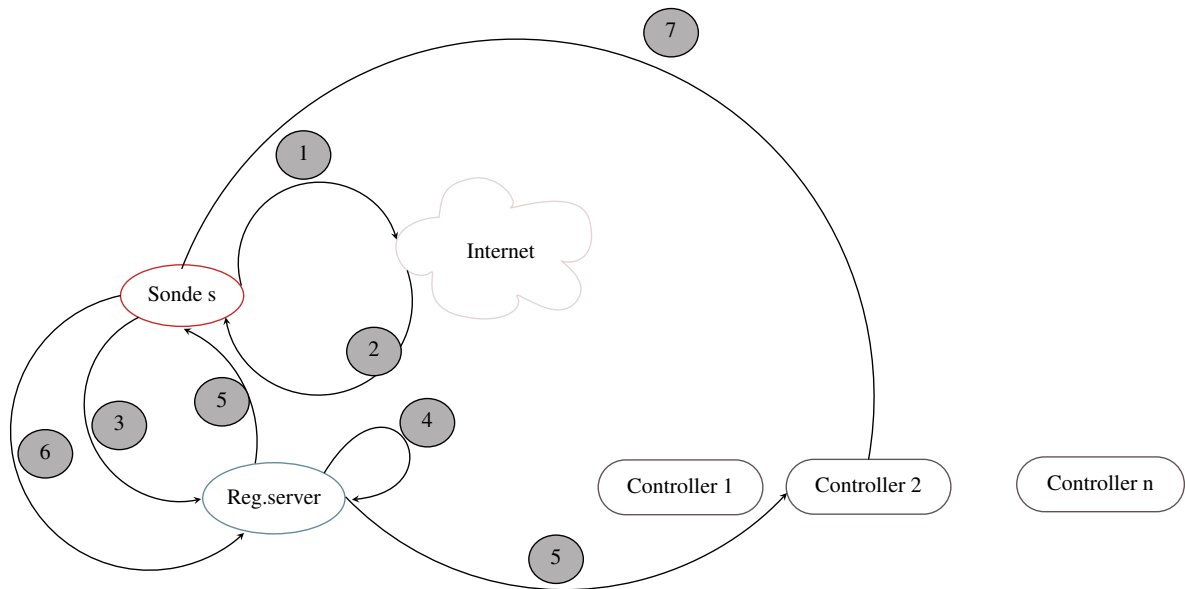 7
1
Internet
Sonde s
2
5
3
4
6
Reg.server
Controller 1
Controller 2
Controller n
5